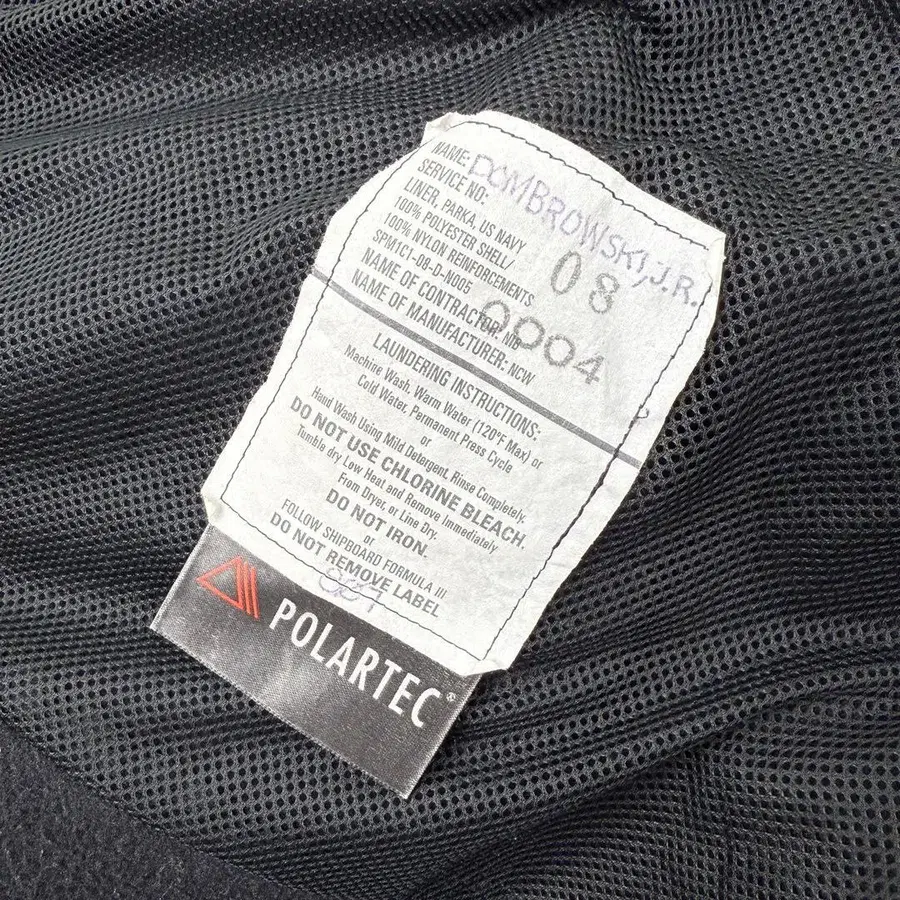 NAME: DOMBROWSKI, J.R.
SERVICE NO:
LINER, PARKA, US NAVY
100% POLYESTER SHELL/
100% NYLON REINFORCEMENTS
08
SPM1C1-08-D-N005
0004
NAME OF CONTRACTOR: NIB
NAME OF MANUFACTURER: NCW
LAUNDERING INSTRUCTIONS:
Machine Wash, Warm Water (120°F Max) or
Cold Water, Permanent Press Cycle
or
Hand Wash Using Mild Detergent, Rinse Completely.
DO NOT USE CHLORINE BLEACH.
Tumble dry Low Heat and Remove Immediately
From Dryer, or Line Dry.
DO NOT IRON.
FOLLOW SHIPBOARD FORMULA III
DO NOT REMOVE LABEL
POLARTEC®